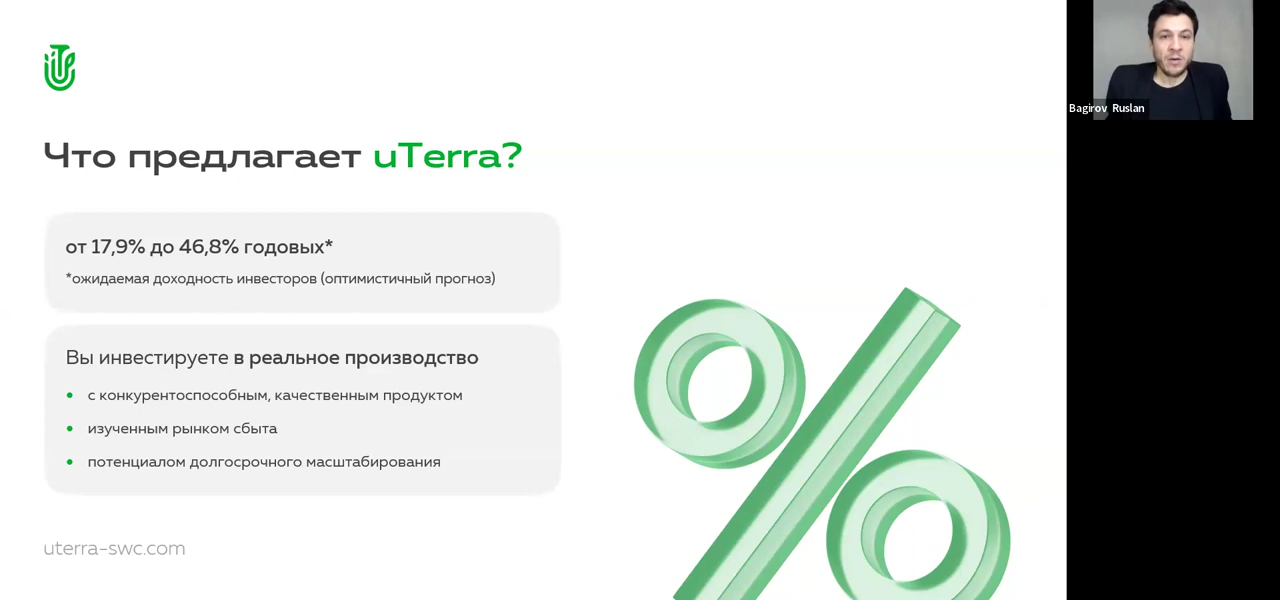 Что предлагает uTerra?
от 17,9% до 46,8% годовых*
*ожидаемая доходность инвесторов (оптимистичный прогноз)
Вы инвестируете в реальное производство
• с конкурентоспособным, качественным продуктом
• изученным рынком сбыта
• потенциалом долгосрочного масштабирования
uterra-swc.com
Bagirov Ruslan